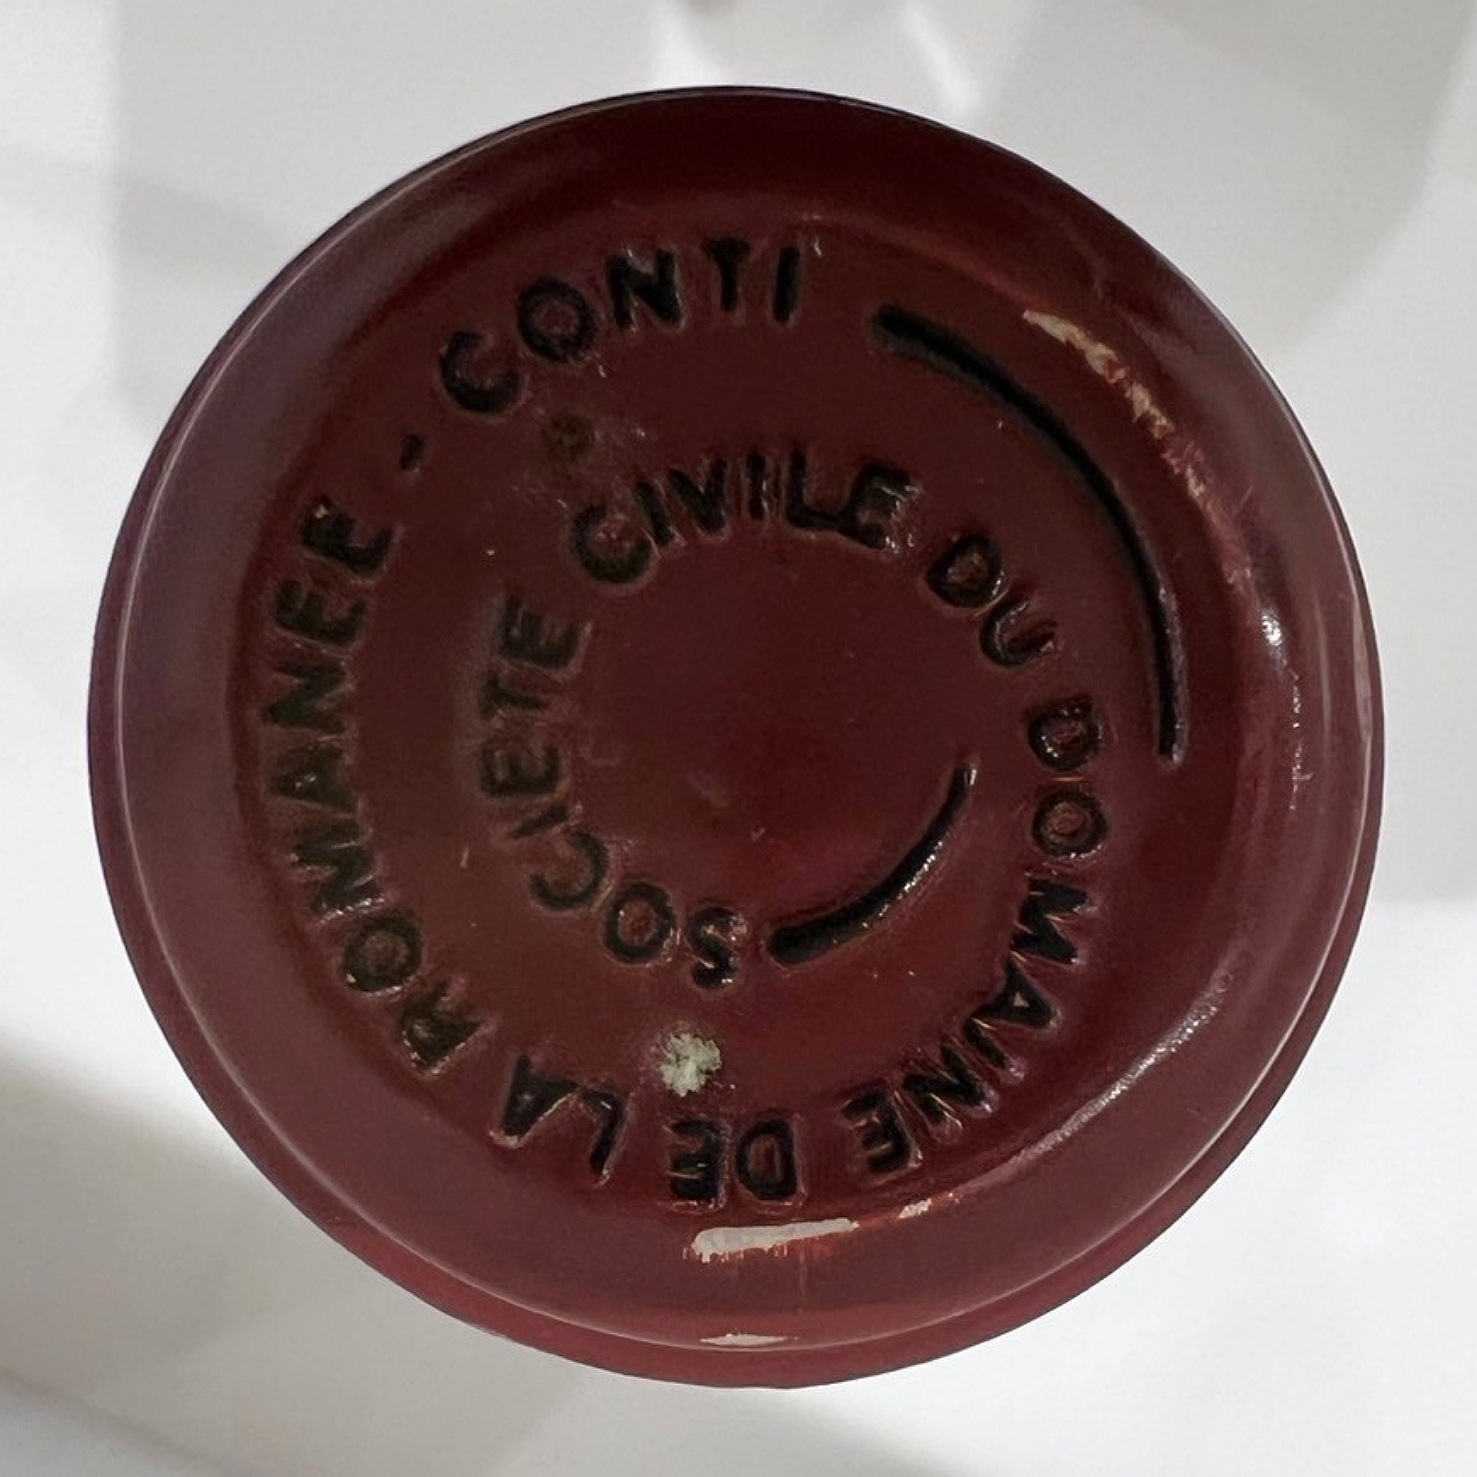 SOCIETE CIVILE DU DOMAINE DE LA ROMANEE - CONTI